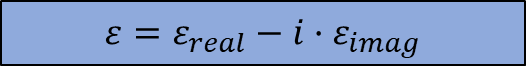 ε = ε_real − i · ε_imag